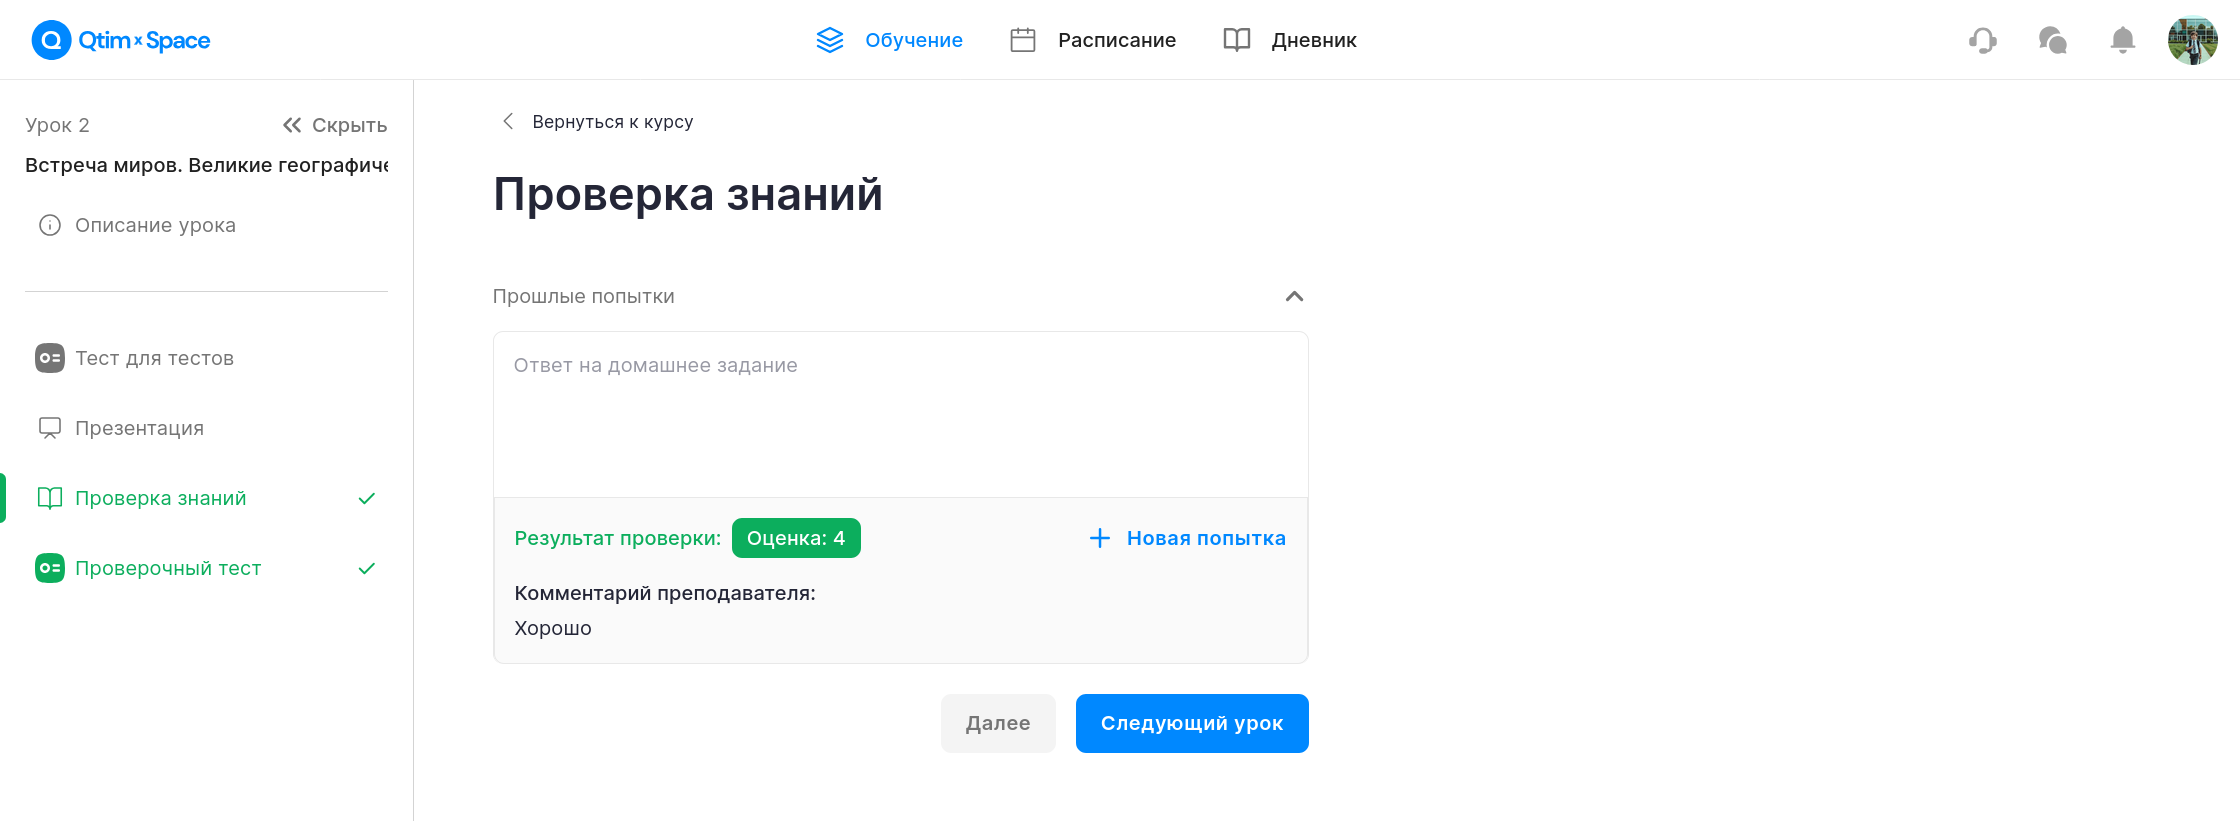 Qtim x Space
Обучение
Расписание
Дневник
Урок 2
Скрыть
Встреча миров. Великие географиче
Описание урока
Тест для тестов
Презентация
Проверка знаний
Проверочный тест
Вернуться к курсу
Проверка знаний
Прошлые попытки
Ответ на домашнее задание
Результат проверки: Оценка: 4
Новая попытка
Комментарий преподавателя:
Хорошо
Далее
Следующий урок